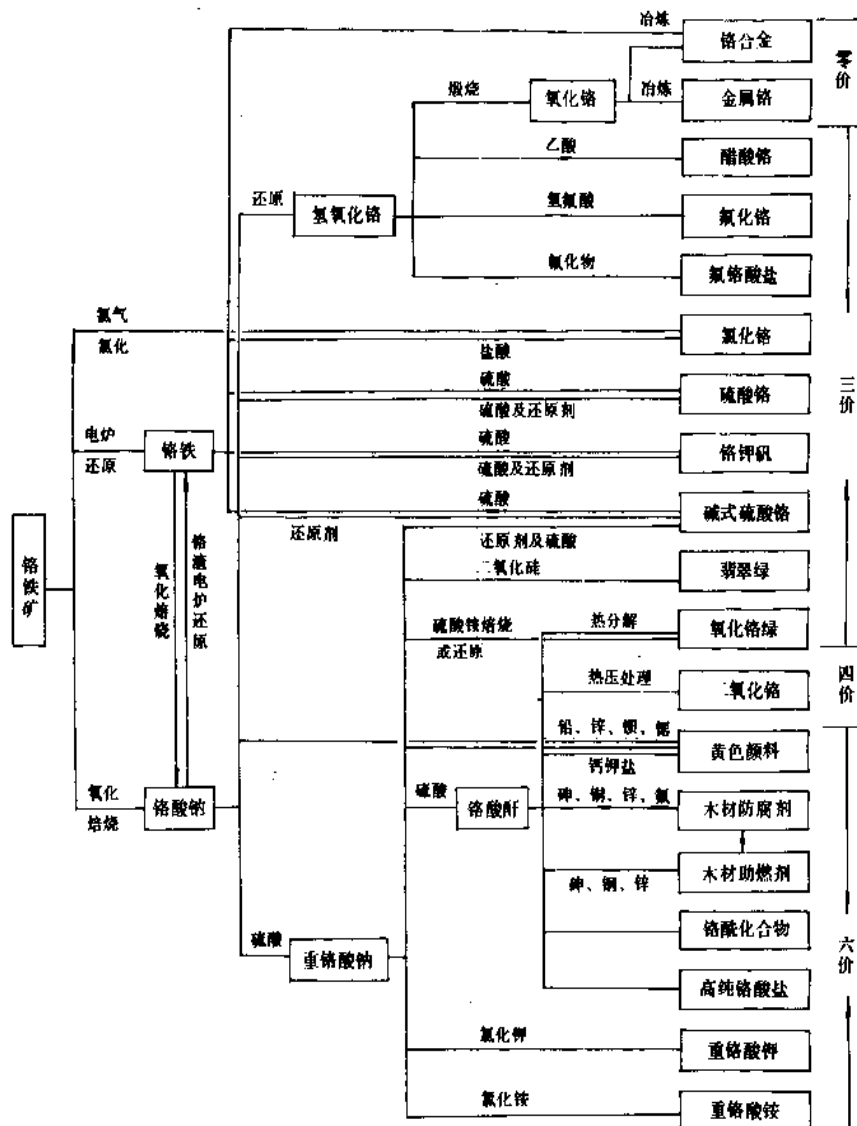 冶炼
铬合金
零价
煅烧
氧化铬
冶炼
金属铬
乙酸
醋酸铬
还原
氢氧化铬
氢氟酸
氟化铬
氟化物
氟铬酸盐
氯气
氯化
盐酸
氯化铬
三价
硫酸
硫酸铬
硫酸及还原剂
电炉
还原
铬铁
硫酸
铬钾矾
硫酸及还原剂
硫酸
碱式硫酸铬
还原剂
还原剂及硫酸
铬铁矿
氧化焙烧
铬渣电炉还原
二氧化硅
翡翠绿
硫酸铵焙烧
或还原
热分解
氧化铬绿
热压处理
二氧化铬
四价
铅、锌、钡、锶
黄色颜料
钙钾盐
氧化
焙烧
铬酸钠
硫酸
铬酸酐
砷、铜、锌、氟
木材防腐剂
木材助燃剂
砷、铜、锌
硫酸
重铬酸钠
铬酰化合物
六价
高纯铬酸盐
氯化钾
重铬酸钾
氯化铵
重铬酸铵